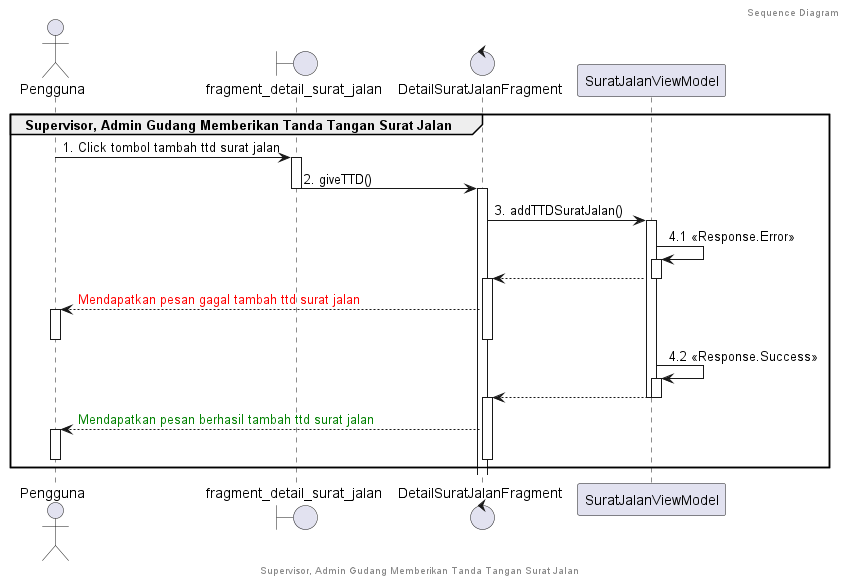 Sequence Diagram
Pengguna
fragment_detail_surat_jalan
DetailSuratJalanFragment
SuratJalanViewModel
Supervisor, Admin Gudang Memberikan Tanda Tangan Surat Jalan
1. Click tombol tambah ttd surat jalan
2. giveTTD()
3. addTTDSuratJalan()
4.1 «Response.Error»
Mendapatkan pesan gagal tambah ttd surat jalan
4.2 «Response.Success»
Mendapatkan pesan berhasil tambah ttd surat jalan
Pengguna
fragment_detail_surat_jalan
DetailSuratJalanFragment
SuratJalanViewModel
Supervisor, Admin Gudang Memberikan Tanda Tangan Surat Jalan